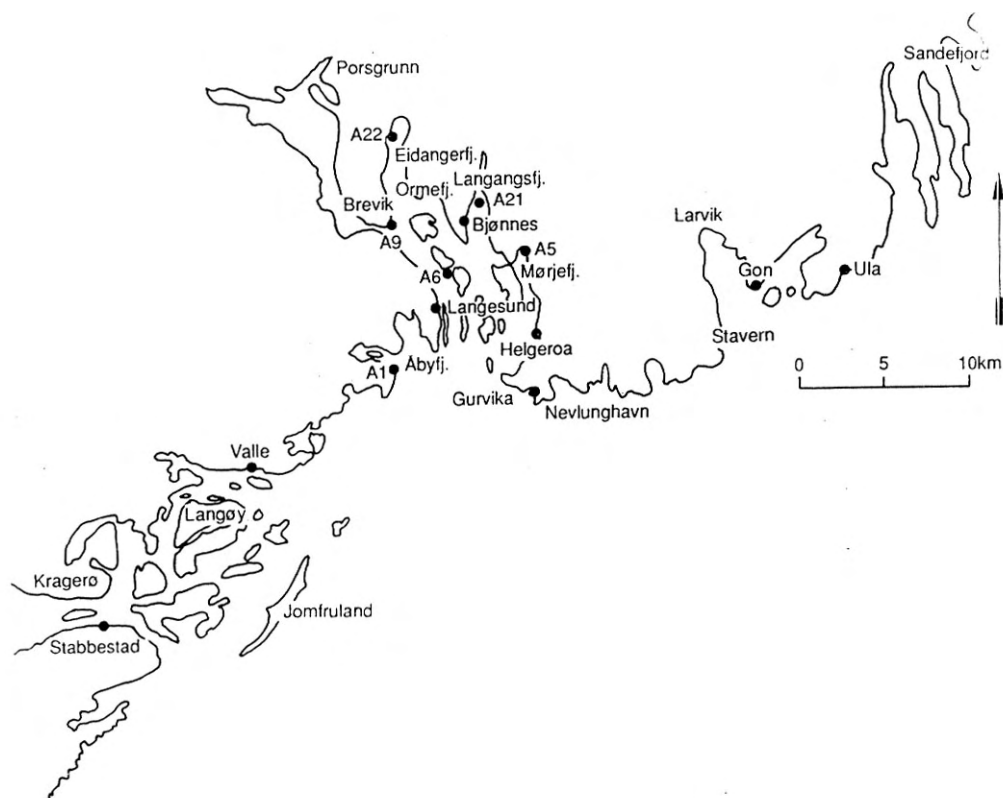 Sandefjord
Porsgrunn
A22
Eidangerfj.
Ormefj.
Langangsfj.
A21
Brevik
Bjønnes
A9
Larvik
A5
Mørjefj.
A6
Gon
Ula
Langesund
Stavern
Helgeroa
A1
Åbyfj.
0 5 10km
Gurvika
Nevlunghavn
Valle
Langøy
Kragerø
Jomfruland
Stabbestad